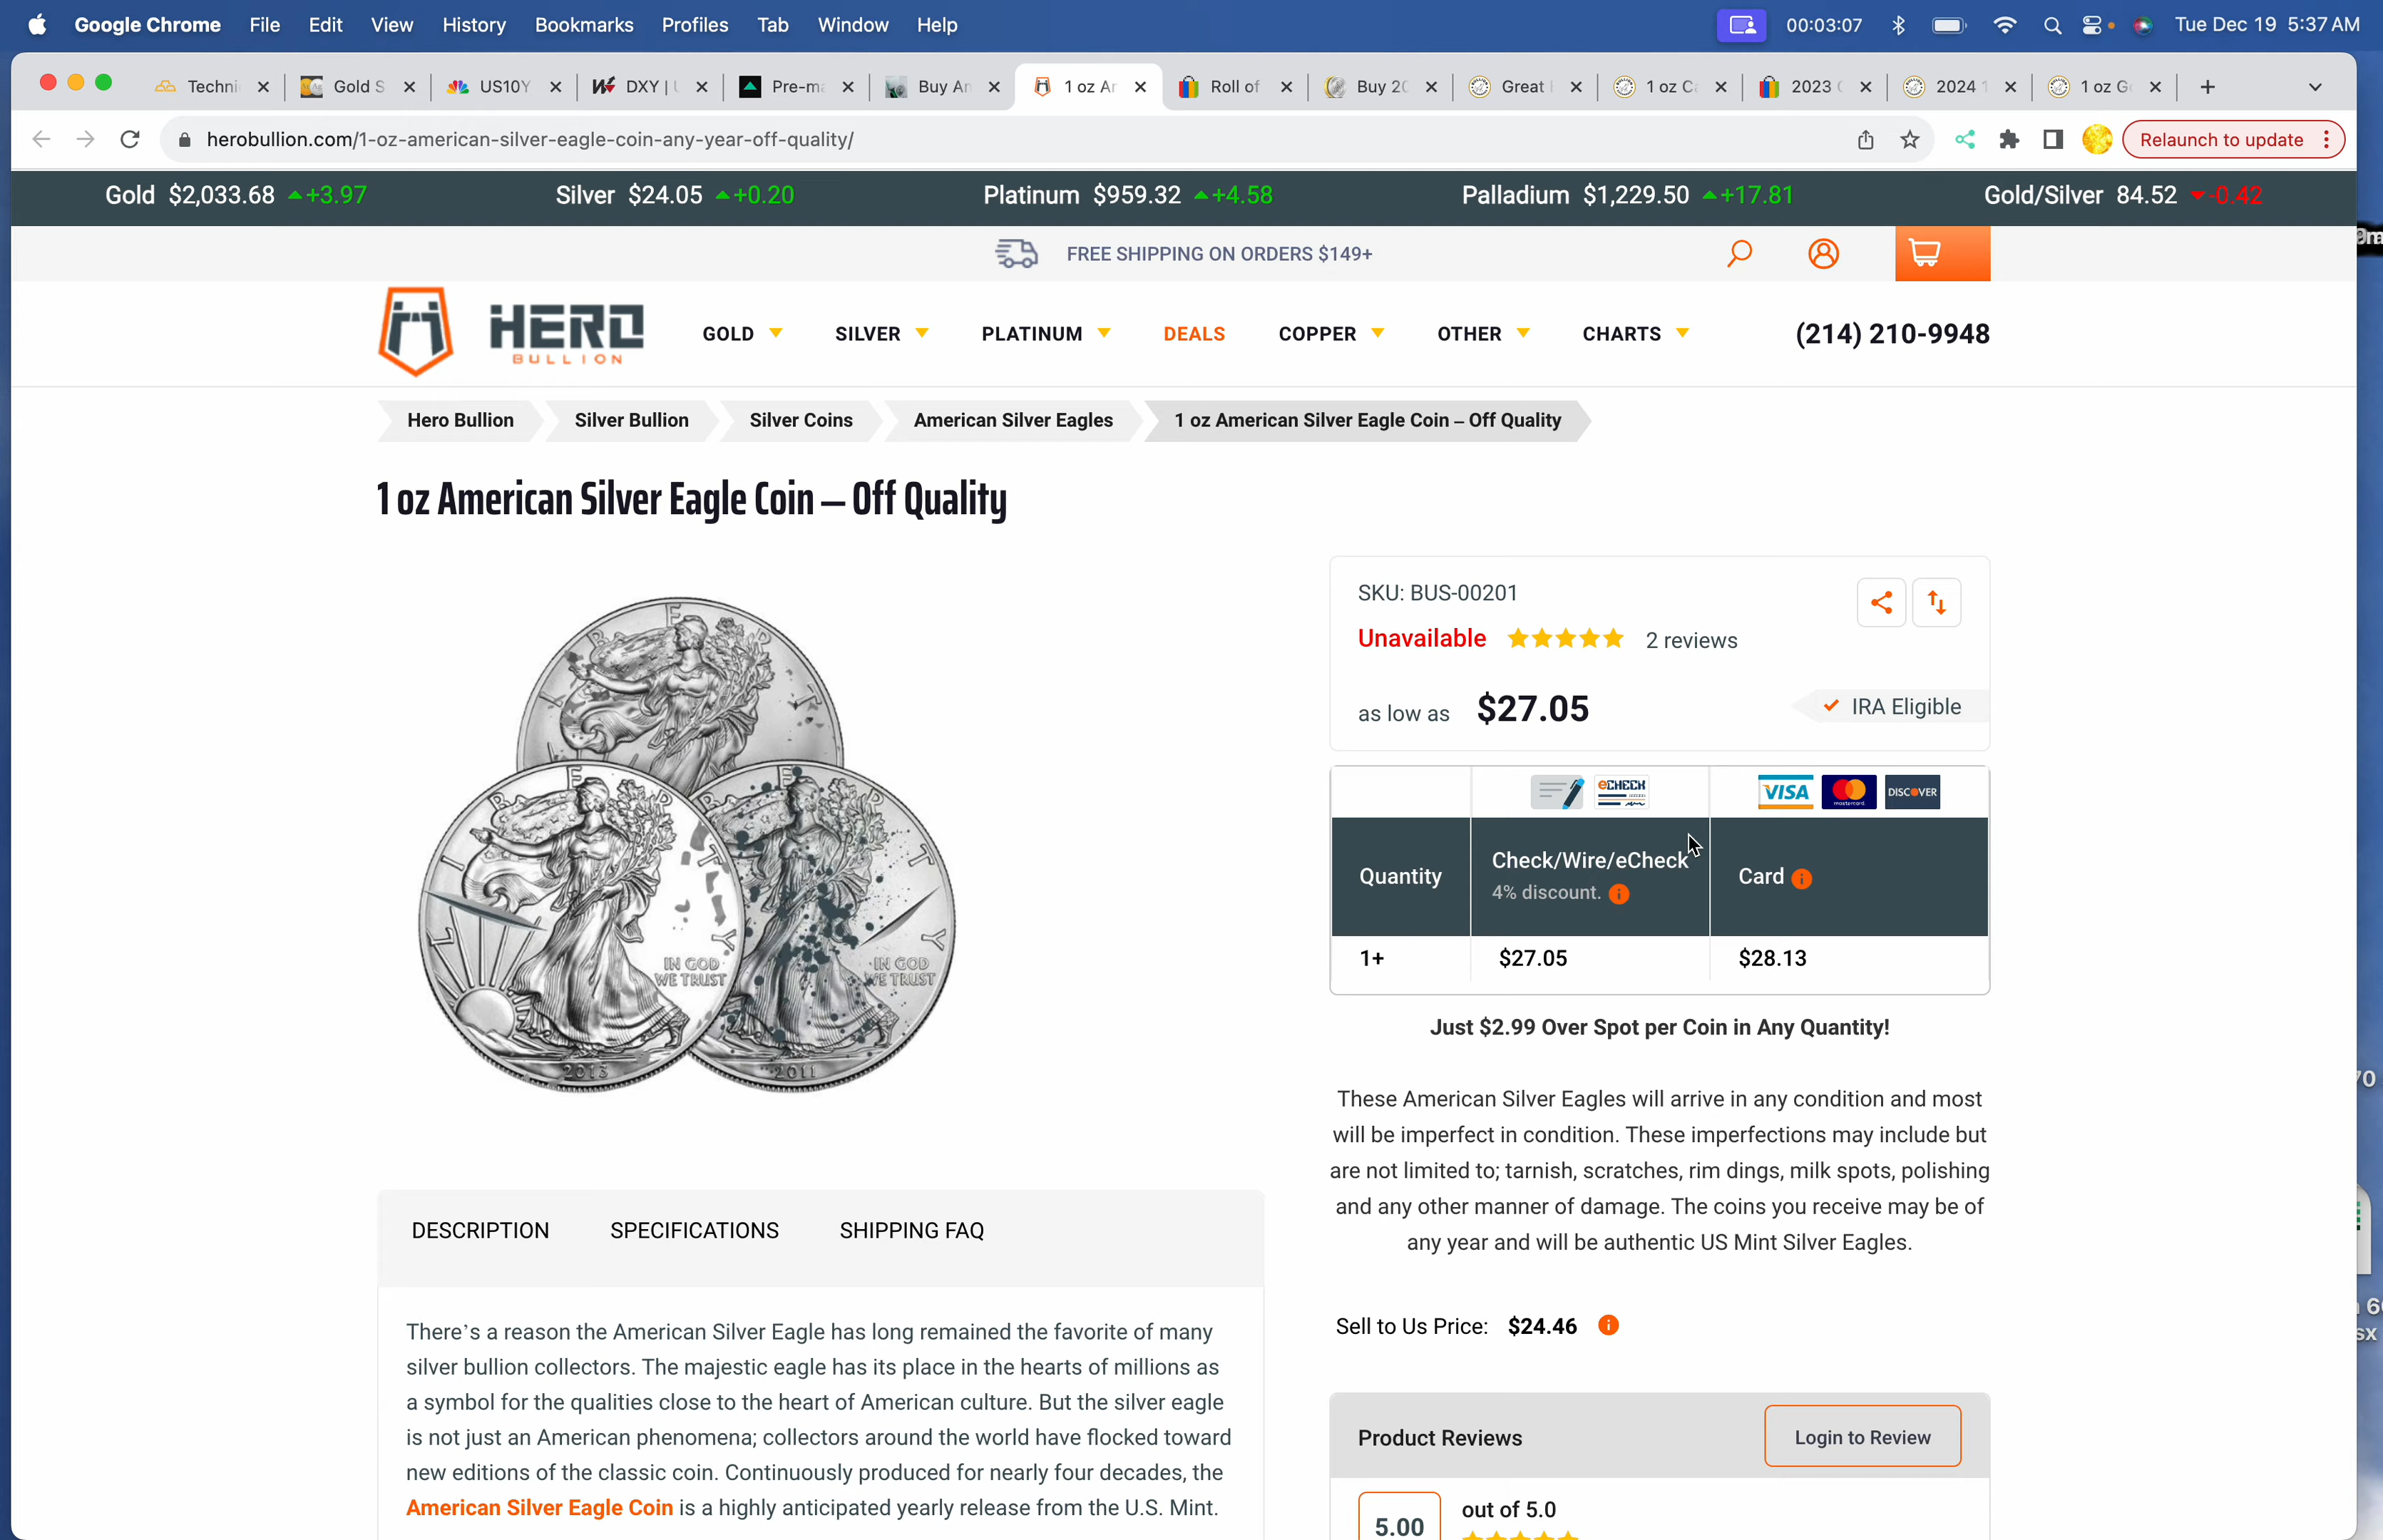 Google Chrome File Edit View History Bookmarks Profiles Tab Window Help 00:03:07 Tue Dec 19 5:37 AM
Techni Gold S US10Y DXY | Pre-ma Buy An 1 oz Roll of Buy 20 Great 1 oz 2023 2024 1 oz
herobullion.com/1-oz-american-silver-eagle-coin-any-year-off-quality/ Relaunch to update
Gold $2,033.68 +3.97 Silver $24.05 +0.20 Platinum $959.32 +4.58 Palladium $1,229.50 +17.81 Gold/Silver 84.52 -0.42
FREE SHIPPING ON ORDERS $149+
HERO
BULLION
GOLD SILVER PLATINUM DEALS COPPER OTHER CHARTS (214) 210-9948
Hero Bullion Silver Bullion Silver Coins American Silver Eagles 1 oz American Silver Eagle Coin – Off Quality
1 oz American Silver Eagle Coin – Off Quality
SKU: BUS-00201
Unavailable 2 reviews
as low as $27.05 IRA Eligible
eCHECK VISA mastercard DISCOVER
Quantity Check/Wire/eCheck Card
4% discount.
1+ $27.05 $28.13
Just $2.99 Over Spot per Coin in Any Quantity!
These American Silver Eagles will arrive in any condition and most
will be imperfect in condition. These imperfections may include but
are not limited to; tarnish, scratches, rim dings, milk spots, polishing
and any other manner of damage. The coins you receive may be of
any year and will be authentic US Mint Silver Eagles.
Sell to Us Price: $24.46
Product Reviews Login to Review
5.00 out of 5.0
IN GOD
WE TRUST
2013
IN GOD
WE TRUST
2011
DESCRIPTION SPECIFICATIONS SHIPPING FAQ
There's a reason the American Silver Eagle has long remained the favorite of many
silver bullion collectors. The majestic eagle has its place in the hearts of millions as
a symbol for the qualities close to the heart of American culture. But the silver eagle
is not just an American phenomena; collectors around the world have flocked toward
new editions of the classic coin. Continuously produced for nearly four decades, the
American Silver Eagle Coin is a highly anticipated yearly release from the U.S. Mint.